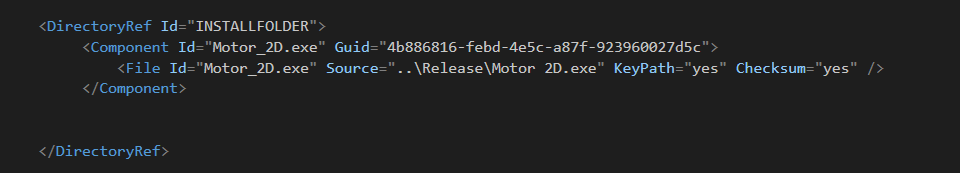 <DirectoryRef Id="INSTALLFOLDER">
<Component Id="Motor_2D.exe" Guid="4b886816-febd-4e5c-a87f-923960027d5c">
<File Id="Motor_2D.exe" Source="..\Release\Motor 2D.exe" KeyPath="yes" Checksum="yes" />
</Component>
</DirectoryRef>